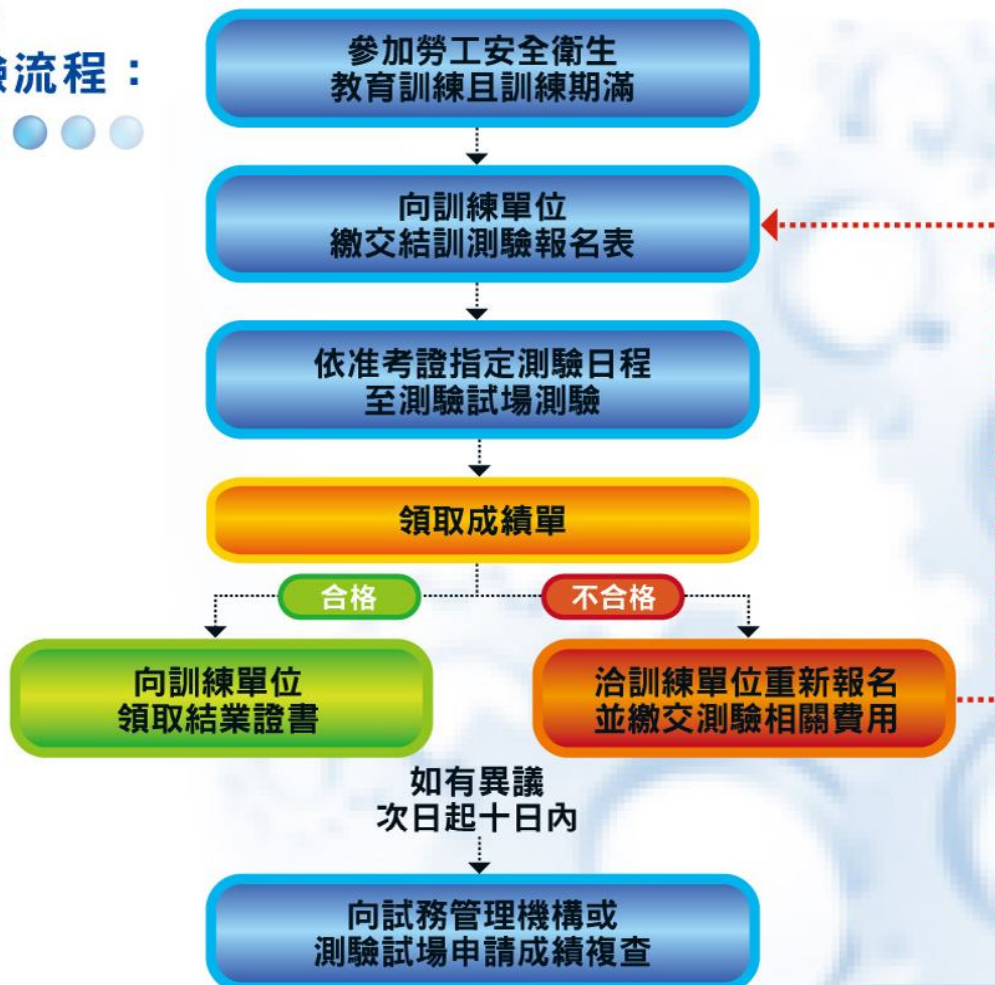 驗流程：
參加勞工安全衛生
教育訓練且訓練期滿
向訓練單位
繳交結訓測驗報名表
依准考證指定測驗日程
至測驗試場測驗
領取成績單
合格
不合格
向訓練單位
領取結業證書
洽訓練單位重新報名
並繳交測驗相關費用
如有異議
次日起十日內
向試務管理機構或
測驗試場申請成績複查